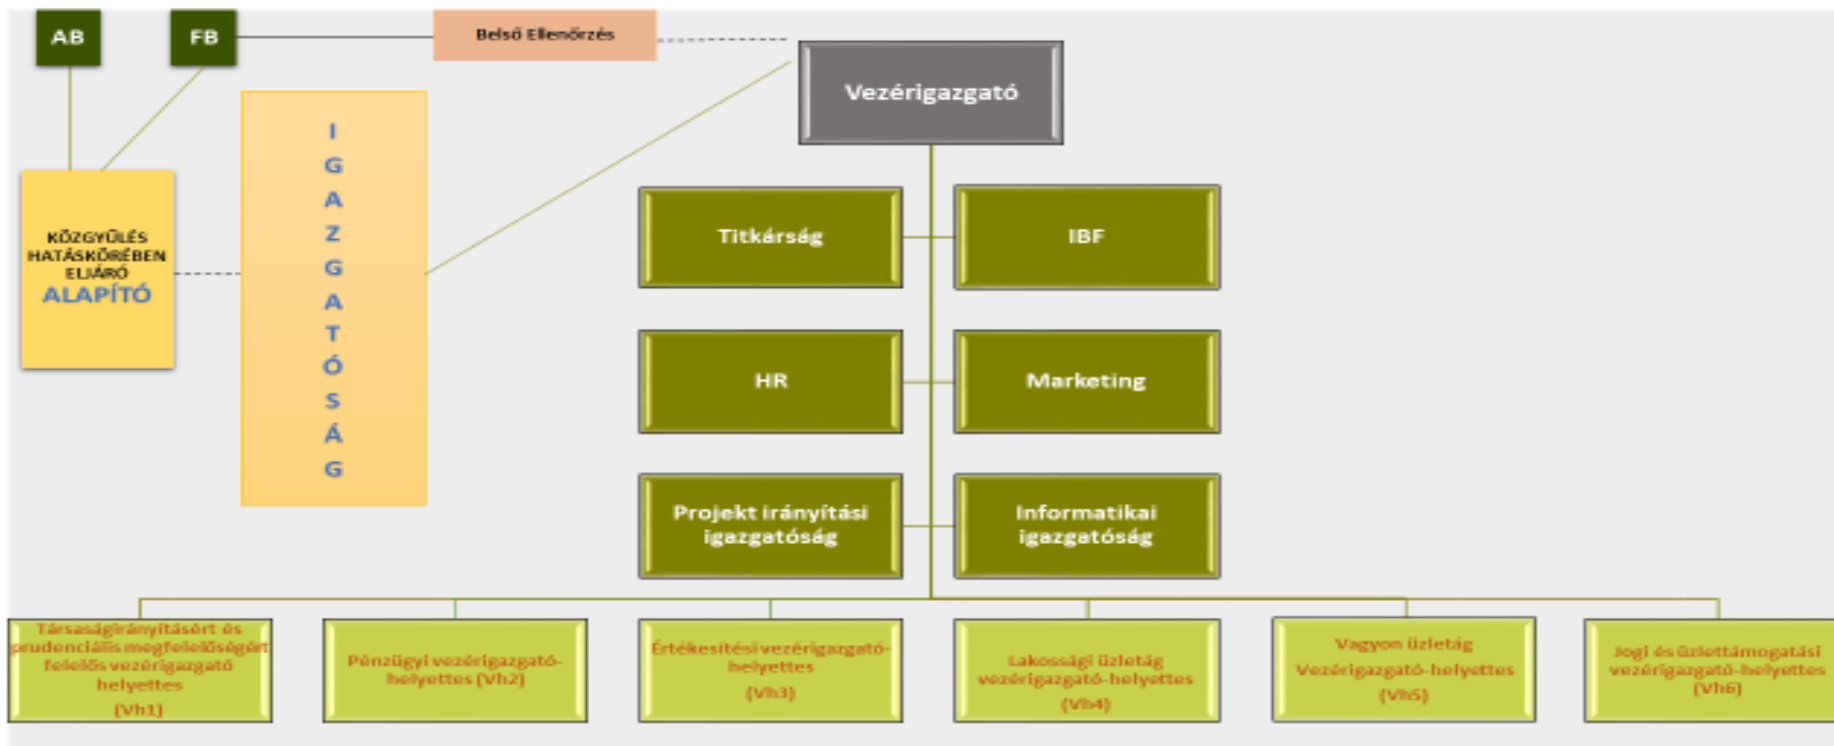 AB
FB
Belső Ellenőrzés
Vezérigazgató
I
G
A
Z
G
A
T
Ó
S
Á
G
KÖZGYŰLÉS
HATÁSKÖRÉBEN
ELJÁRÓ
ALAPÍTÓ
Titkárság
IBF
HR
Marketing
Projekt irányítási
igazgatóság
Informatikai
igazgatóság
Társaságirányításért és
prudenciális megfelelőségért
felelős vezérigazgató
helyettes
(Vh1)
Pénzügyi vezérigazgató-
helyettes (Vh2)
Értékesítési vezérigazgató-
helyettes
(Vh3)
Lakossági üzletág
vezérigazgató-helyettes
(Vh4)
Vagyon üzletág
Vezérigazgató-helyettes
(Vh5)
Jogi és üzlettámogatási
vezérigazgató-helyettes
(Vh6)